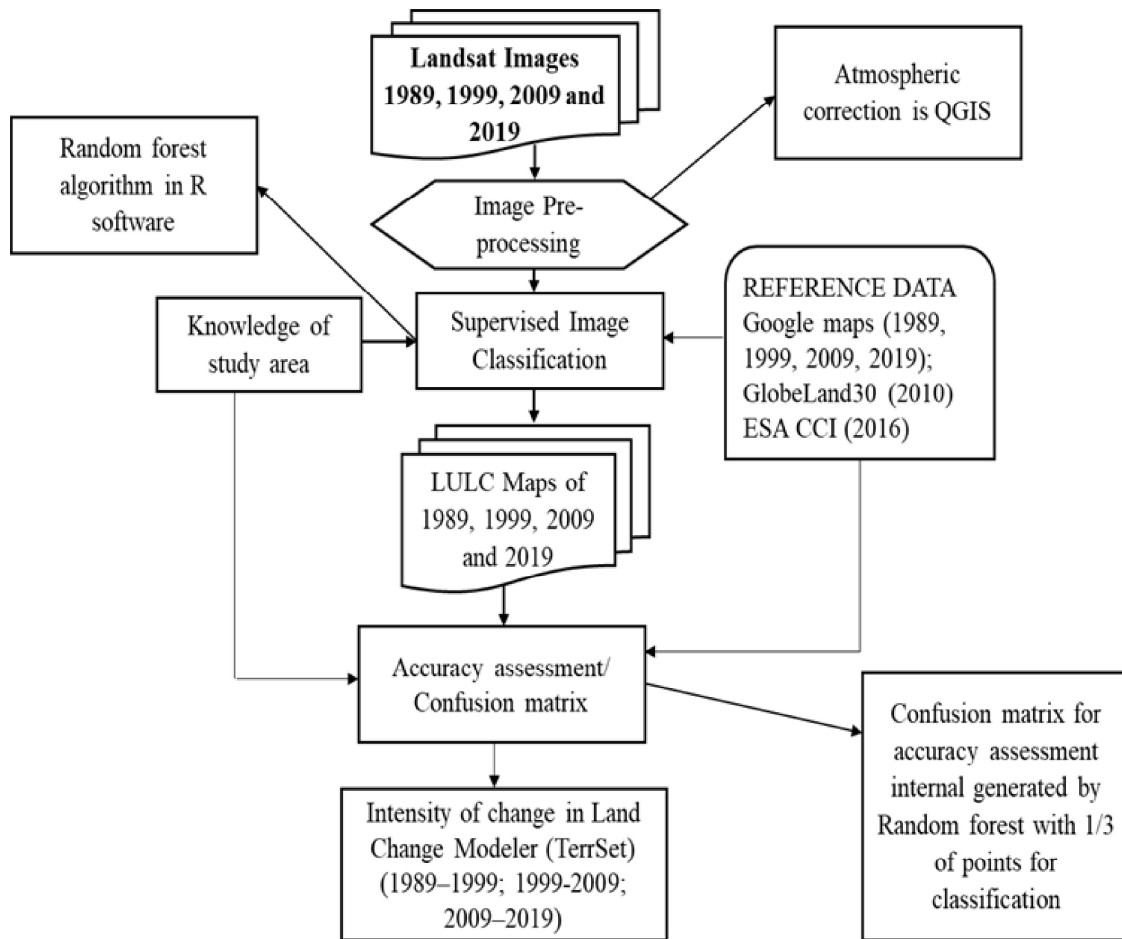 Landsat Images
1989, 1999, 2009 and
2019
Atmospheric
correction is QGIS
Random forest
algorithm in R
software
Image Pre-
processing
REFERENCE DATA
Google maps (1989,
1999, 2009, 2019);
GlobeLand30 (2010)
ESA CCI (2016)
Knowledge of
study area
Supervised Image
Classification
LULC Maps of
1989, 1999, 2009
and 2019
Accuracy assessment/
Confusion matrix
Confusion matrix for
accuracy assessment
internal generated by
Random forest with 1/3
of points for
classification
Intensity of change in Land
Change Modeler (TerrSet)
(1989–1999; 1999-2009;
2009–2019)